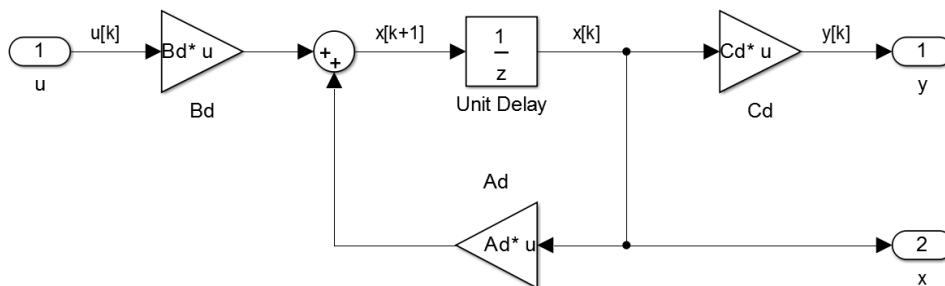 1
u
u[k]
Bd* u
Bd
+
+
x[k+1]
1
z
Unit Delay
x[k]
Cd* u
Cd
y[k]
1
y
Ad
Ad* u
2
x